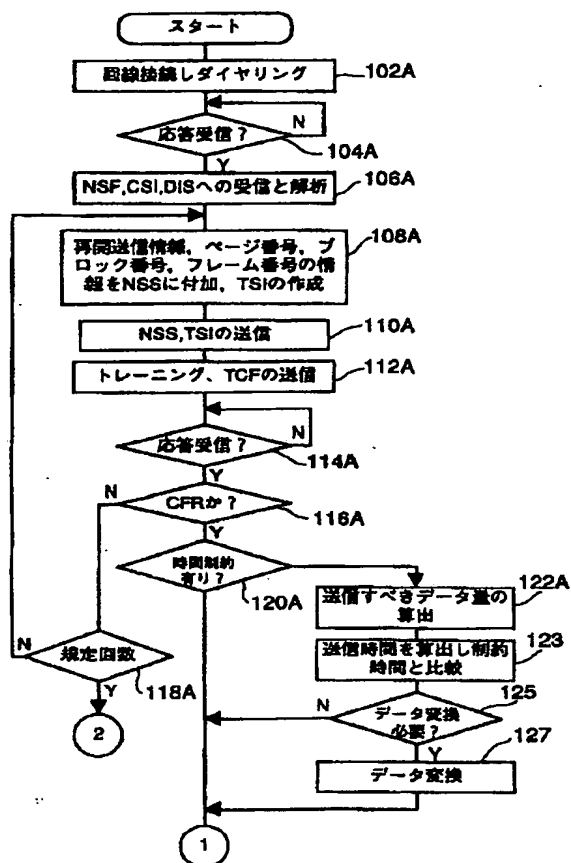 スタート
回線接続しダイヤリング
102A
N
応答受信？
104A
Y
NSF,CSI,DISへの受信と解析
106A
再開送信情報，ページ番号，ブ
ロック番号，フレーム番号の情
報をNSSに付加，TSIの作成
108A
NSS,TSIの送信
110A
トレーニング、TCFの送信
112A
N
応答受信？
114A
Y
N
CFRか？
116A
Y
時間制約
有り？
120A
送信すべきデータ量の
算出
122A
送信時間を算出し制約
時間と比較
123
N
規定回数
118A
Y
2
N
データ変換
必要？
125
Y
データ変換
127
1